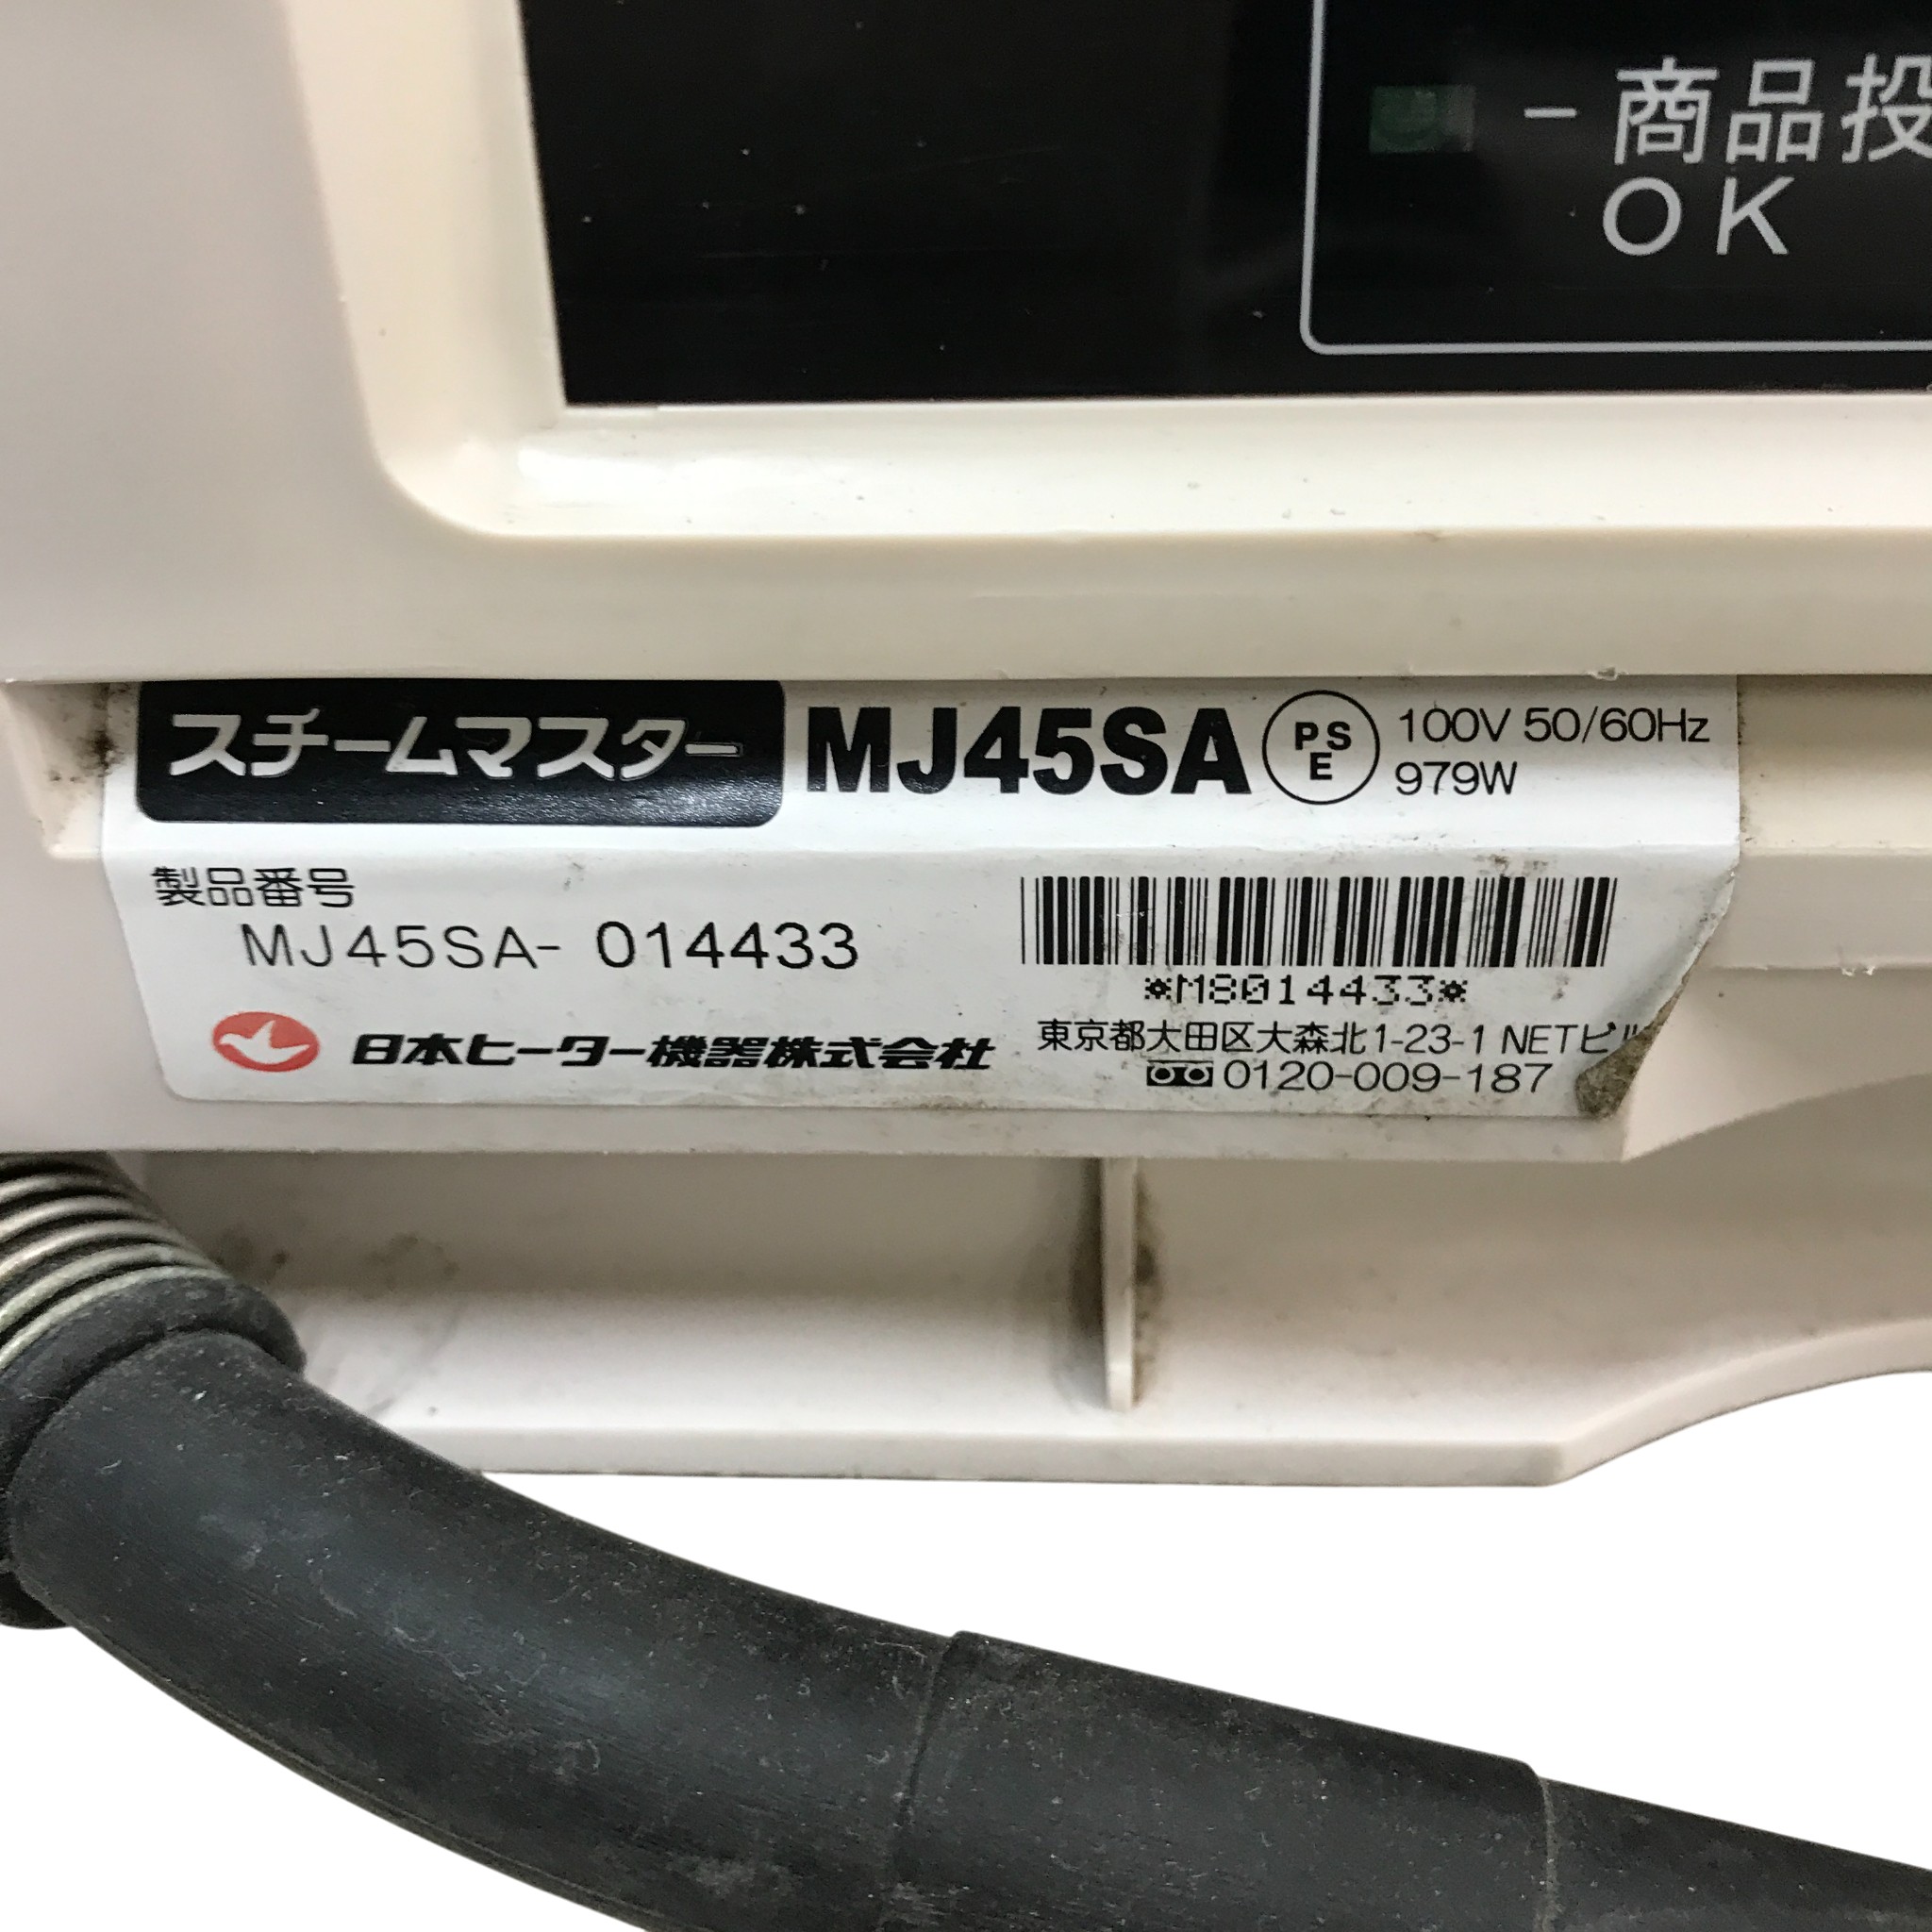 －商品投
OK
スチームマスター MJ45SA PSE 100V 50/60Hz
979W
製品番号
MJ45SA- 014433
*M8014433*
日本ヒーター機器株式会社
東京都大田区大森北1-23-1 NETビル
0120-009-187